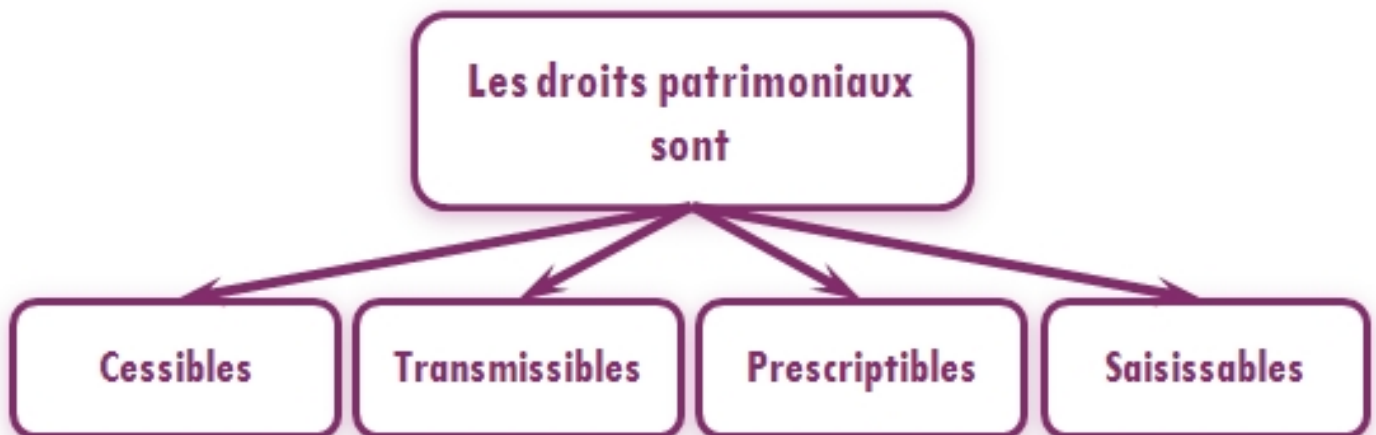 Les droits patrimoniaux
sont
Cessibles
Transmissibles
Prescriptibles
Saisissables